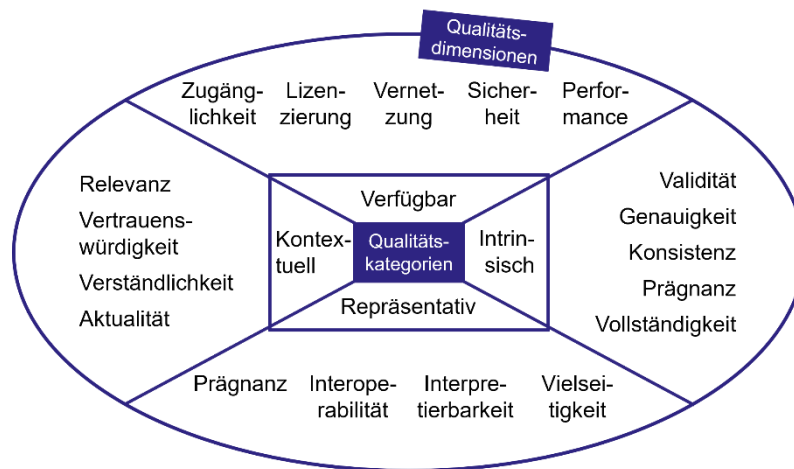 Qualitäts-
dimensionen
Zugäng-
lichkeit
Lizen-
zierung
Vernet-
zung
Sicher-
heit
Perfor-
mance
Relevanz
Vertrauens-
würdigkeit
Verständlichkeit
Aktualität
Verfügbar
Kontex-
tuell
Qualitäts-
kategorien
Intrin-
sisch
Repräsentativ
Validität
Genauigkeit
Konsistenz
Prägnanz
Vollständigkeit
Prägnanz
Interope-
rabilität
Interpre-
tierbarkeit
Vielsei-
tigkeit